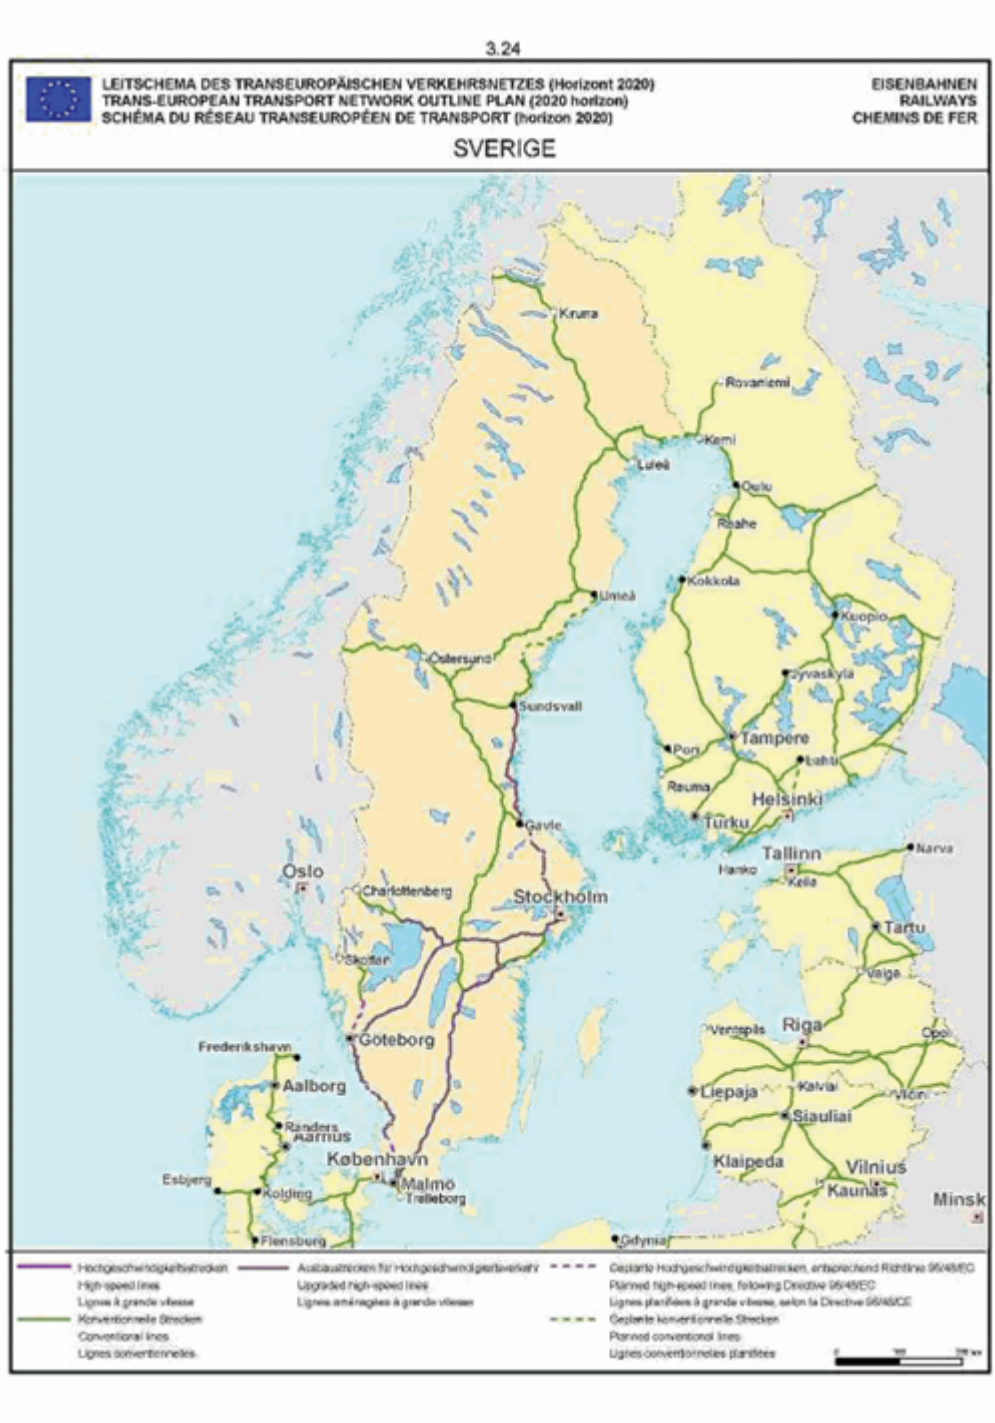 3.24
LEITSCHEMA DES TRANSEUROPÄISCHEN VERKEHRSNETZES (Horizont 2020)
TRANS-EUROPEAN TRANSPORT NETWORK OUTLINE PLAN (2020 horizon)
SCHÉMA DU RÉSEAU TRANSEUROPÉEN DE TRANSPORT (horizon 2020)
EISENBAHNEN
RAILWAYS
CHEMINS DE FER
SVERIGE
Kiruna
Rovaniemi
Kemi
Luleå
Oulu
Raahe
Kokkola
Umeå
Kuopio
Östersund
Jyvaskyla
Sundsvall
Tampere
Pori
Lahti
Rauma
Helsinki
Turku
Gavle
Hanko
Tallinn
Narva
Keila
Oslo
Charlottenberg
Stockholm
Tartu
Skottan
Valga
Ventspils
Riga
Göteborg
Frederikshavn
Aalborg
Liepaja
Kalviai
Siauliai
Randers
Aarhus
København
Klaipeda
Vilnius
Esbjerg
Kolding
Malmö
Trelleborg
Kaunas
Minsk
Flensburg
Gdynia
Hochgeschwindigkeitsstrecken
High-speed lines
Lignes à grande vitesse
Konventionelle Strecken
Conventional lines
Lignes conventionnelles
Ausbaustrecken für Hochgeschwindigkeitsverkehr
Upgraded high-speed lines
Lignes aménagées à grande vitesse
Geplante Hochgeschwindigkeitsstrecken, entsprechend Richtlinie 96/48/EG
Planned high-speed lines, following Directive 96/48/EC
Lignes planifiées à grande vitesse, selon la Directive 96/48/CE
Geplante konventionelle Strecken
Planned conventional lines
Lignes conventionnelles planifiées
0